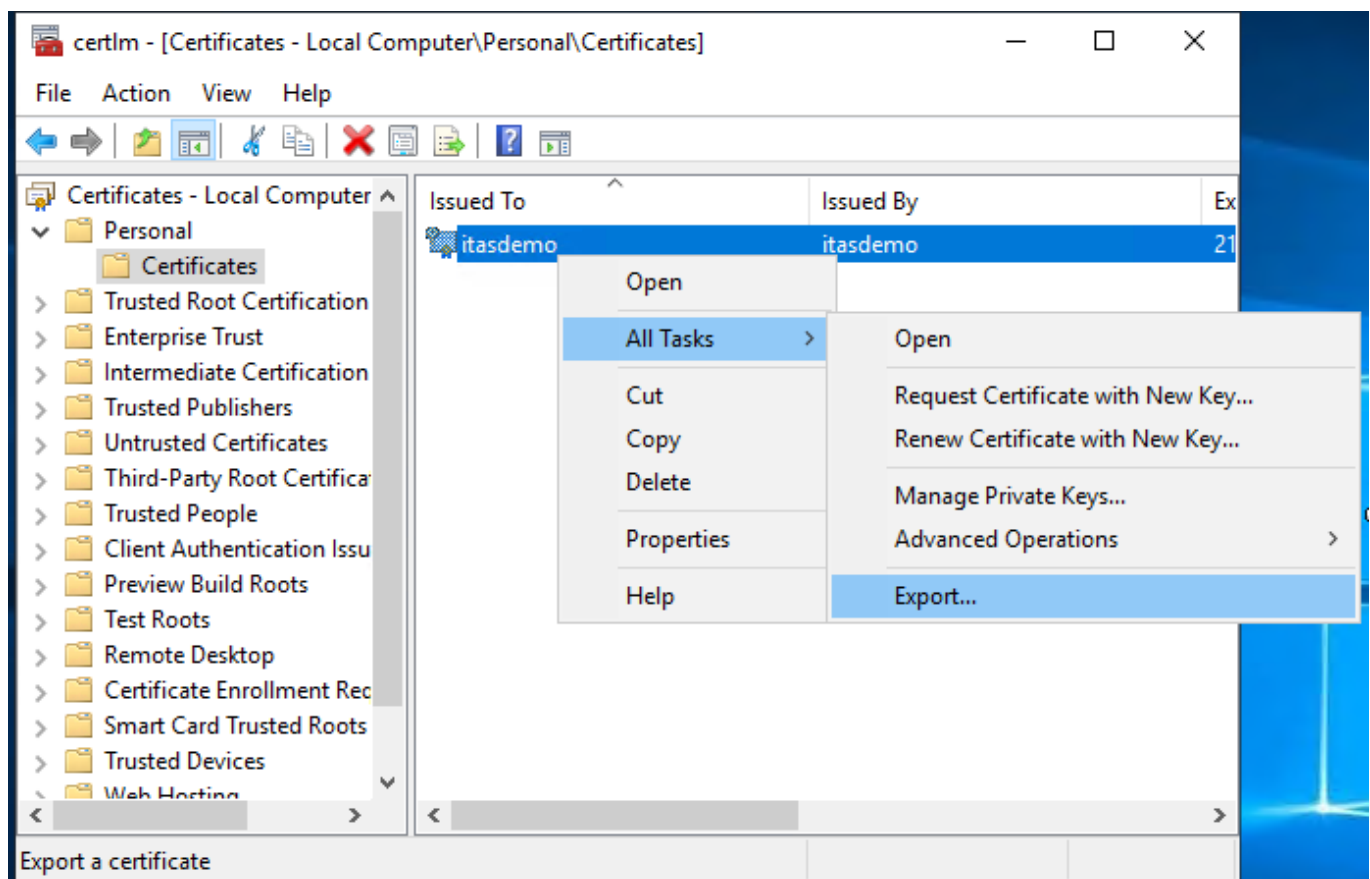 certlm - [Certificates - Local Computer\Personal\Certificates]
File Action View Help
Certificates - Local Computer
Personal
Certificates
Trusted Root Certification
Enterprise Trust
Intermediate Certification
Trusted Publishers
Untrusted Certificates
Third-Party Root Certifica
Trusted People
Client Authentication Issu
Preview Build Roots
Test Roots
Remote Desktop
Certificate Enrollment Req
Smart Card Trusted Roots
Trusted Devices
Web Hosting
Issued To Issued By Ex
itasdemo itasdemo 21
Open
All Tasks
Cut
Copy
Delete
Properties
Help
Open
Request Certificate with New Key...
Renew Certificate with New Key...
Manage Private Keys...
Advanced Operations
Export...
Export a certificate